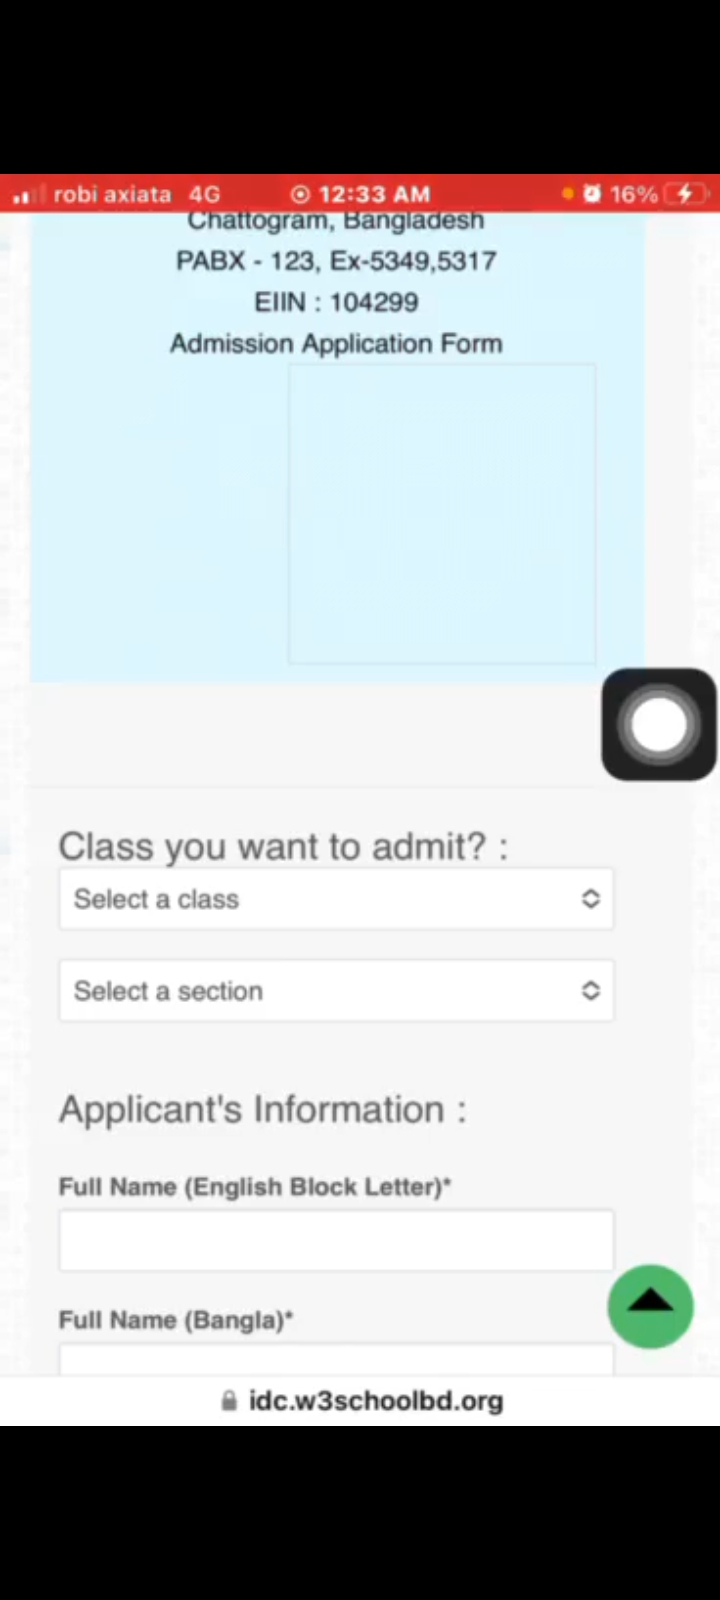 robi axiata 4G 12:33 AM 16%
Chattogram, Bangladesh
PABX - 123, Ex-5349,5317
EIIN : 104299
Admission Application Form
Class you want to admit? :
Select a class
Select a section
Applicant's Information :
Full Name (English Block Letter)*
Full Name (Bangla)*
idc.w3schoolbd.org